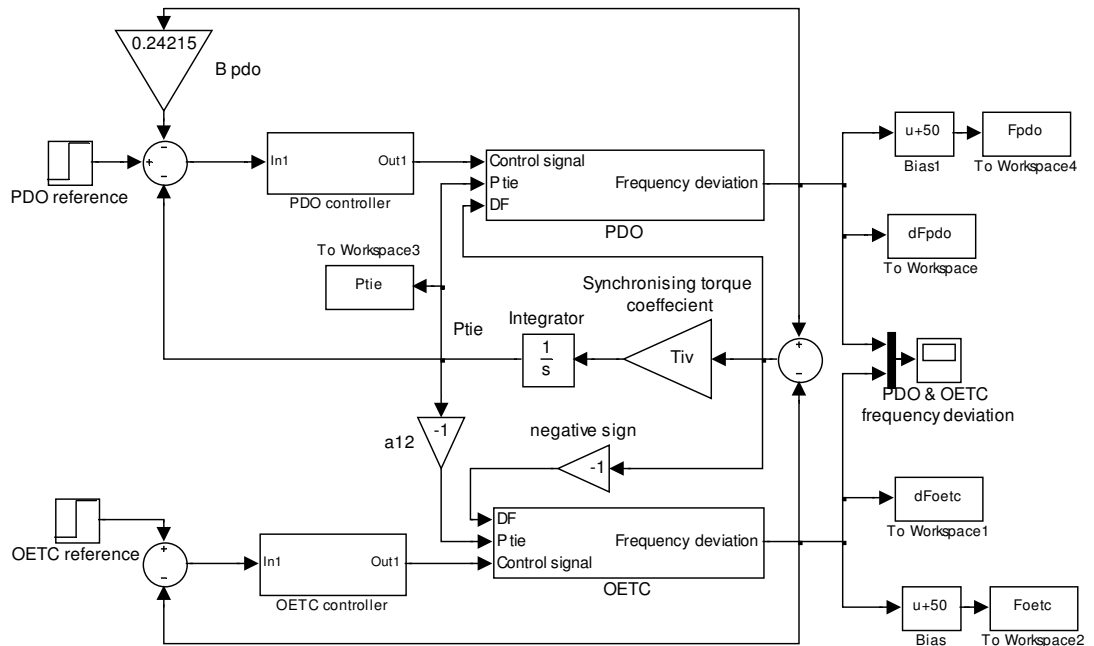 0.24215
B pdo
PDO reference
In1
Out1
PDO controller
Control signal
P tie
DF
Frequency deviation
PDO
u+50
Bias1
Fpdo
To Workspace4
dFpdo
To Workspace
To Workspace3
Ptie
Ptie
Integrator
1
s
Synchronising torque
coeffecient
Tiv
+
-
PDO & OETC
frequency deviation
-1
a12
negative sign
-1
OETC reference
+
-
In1
Out1
OETC controller
DF
P tie
Control signal
Frequency deviation
OETC
dFoetc
To Workspace1
u+50
Bias
Foetc
To Workspace2